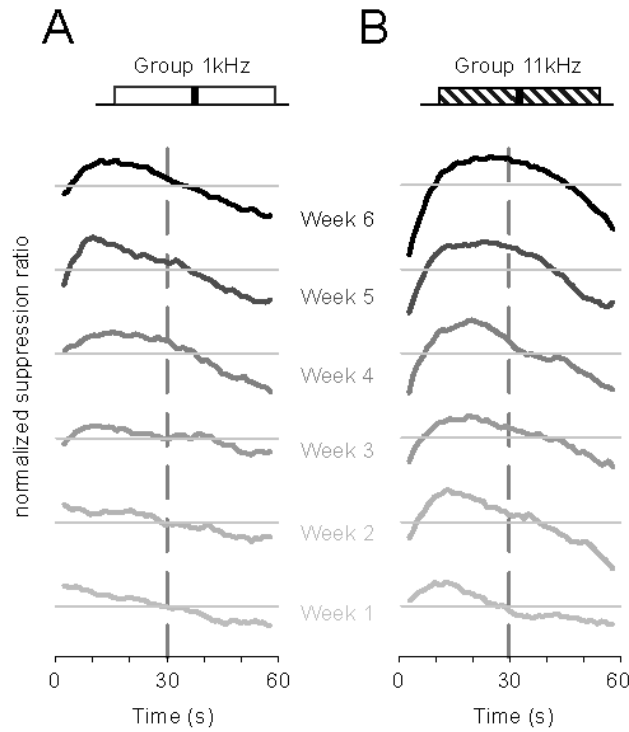 A
B
Group 1kHz
Group 11kHz
normalized suppression ratio
Week 6
Week 5
Week 4
Week 3
Week 2
Week 1
0 30 60
0 30 60
Time (s)
Time (s)